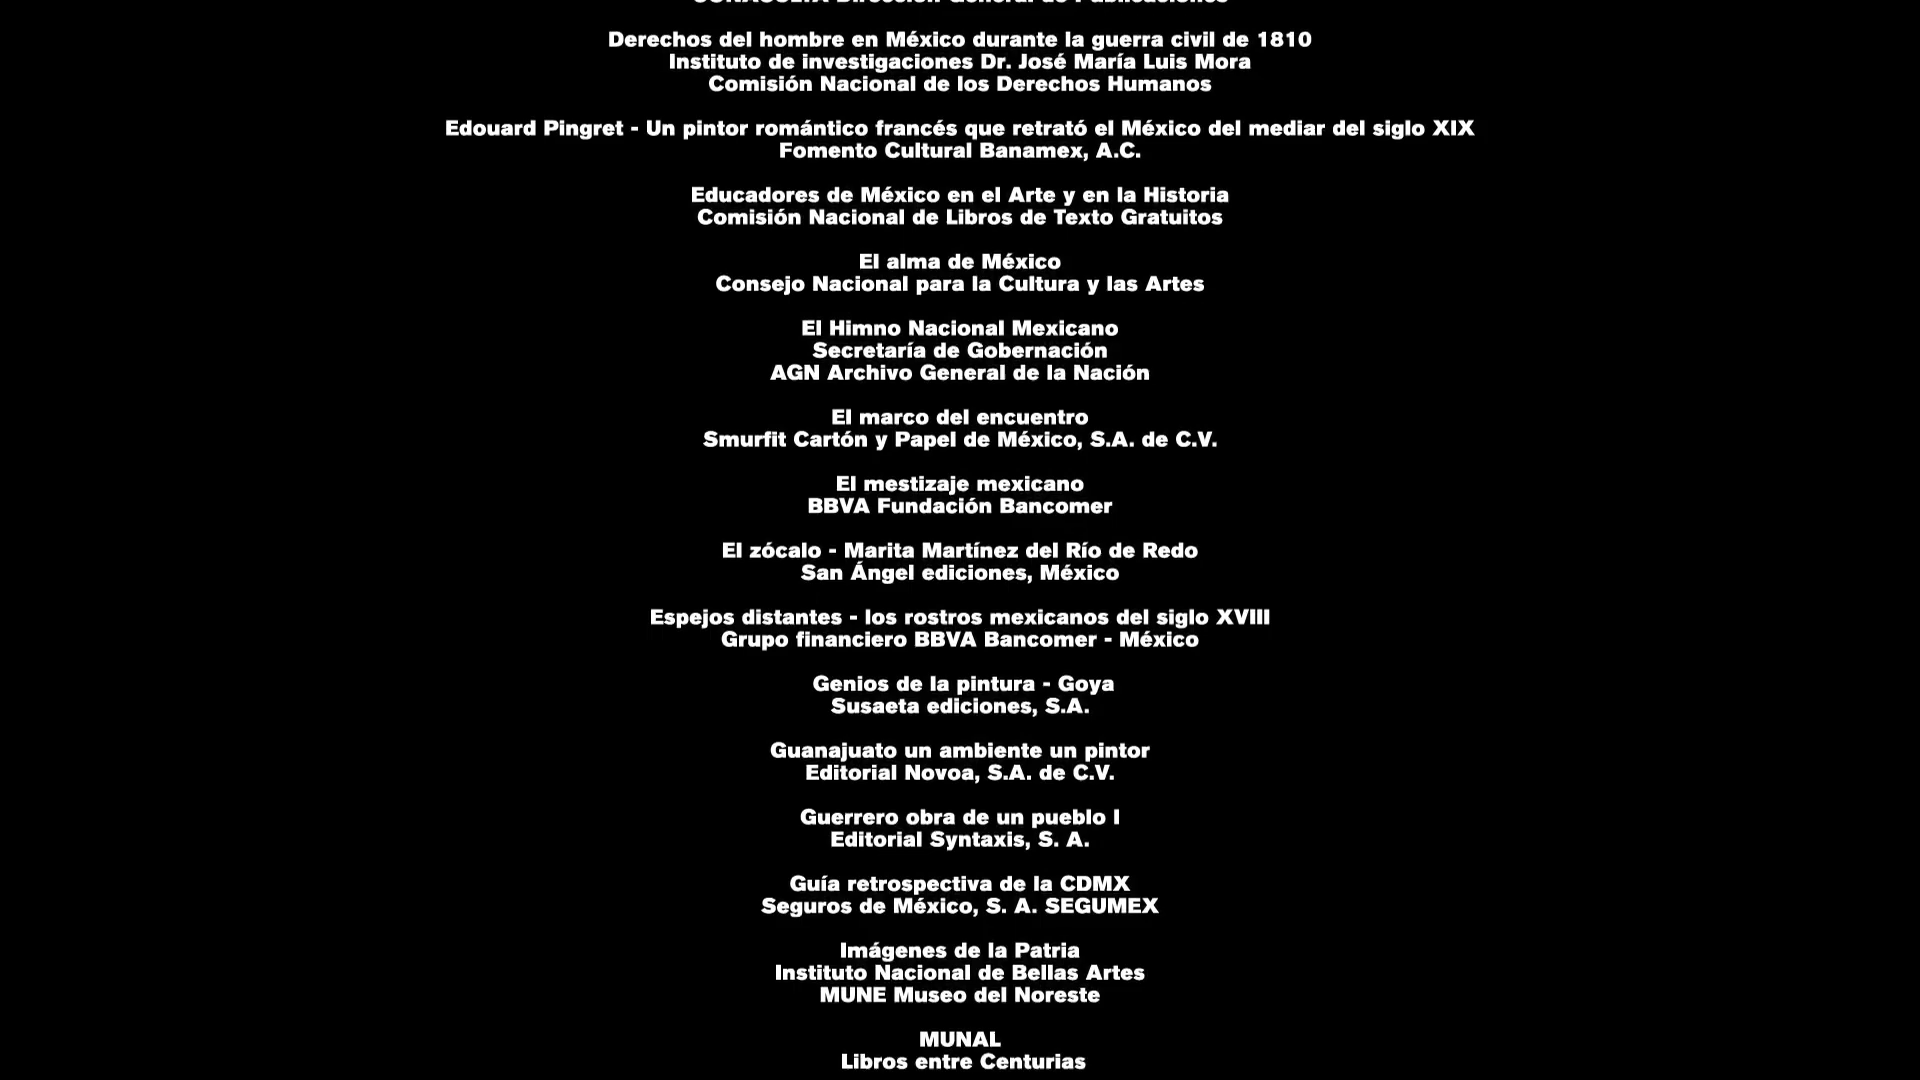 Derechos del hombre en México durante la guerra civil de 1810
Instituto de investigaciones Dr. José María Luis Mora
Comisión Nacional de los Derechos Humanos
Edouard Pingret - Un pintor romántico francés que retrató el México del mediar del siglo XIX
Fomento Cultural Banamex, A.C.
Educadores de México en el Arte y en la Historia
Comisión Nacional de Libros de Texto Gratuitos
El alma de México
Consejo Nacional para la Cultura y las Artes
El Himno Nacional Mexicano
Secretaría de Gobernación
AGN Archivo General de la Nación
El marco del encuentro
Smurfit Cartón y Papel de México, S.A. de C.V.
El mestizaje mexicano
BBVA Fundación Bancomer
El zócalo - Marita Martínez del Río de Redo
San Ángel ediciones, México
Espejos distantes - los rostros mexicanos del siglo XVIII
Grupo financiero BBVA Bancomer - México
Genios de la pintura - Goya
Susaeta ediciones, S.A.
Guanajuato un ambiente un pintor
Editorial Novoa, S.A. de C.V.
Guerrero obra de un pueblo I
Editorial Syntaxis, S. A.
Guía retrospectiva de la CDMX
Seguros de México, S. A. SEGUMEX
Imágenes de la Patria
Instituto Nacional de Bellas Artes
MUNE Museo del Noreste
MUNAL
Libros entre Centurias